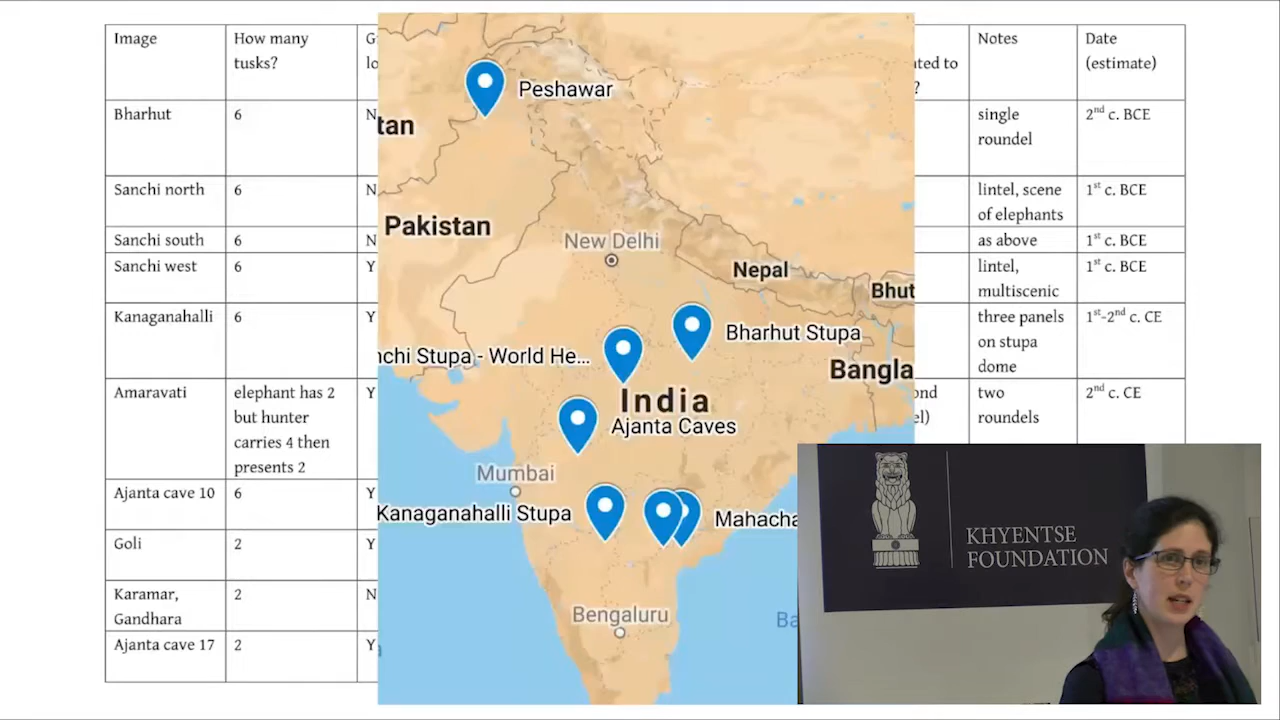 Image
How many
tusks?
G
lo
ated to
?
Notes
Date
(estimate)
Bharhut
6
N
single
roundel
2nd c. BCE
Sanchi north
6
N
lintel, scene
of elephants
1st c. BCE
Sanchi south
6
N
as above
1st c. BCE
Sanchi west
6
Y
lintel,
multiscenic
1st c. BCE
Kanaganahalli
6
Y
three panels
on stupa
dome
1st-2nd c. CE
Amaravati
elephant has 2
but hunter
carries 4 then
presents 2
Y
ond
el)
two
roundels
2nd c. CE
Ajanta cave 10
6
Y
Goli
2
Y
Karamar,
Gandhara
2
N
Ajanta cave 17
2
Y
Peshawar
tan
Pakistan
New Delhi
Nepal
Bhut
Bharhut Stupa
nchi Stupa - World He...
Bangla
India
Ajanta Caves
Mumbai
Kanaganahalli Stupa
Mahacha
Bengaluru
Ba
KHYENTSE
FOUNDATION